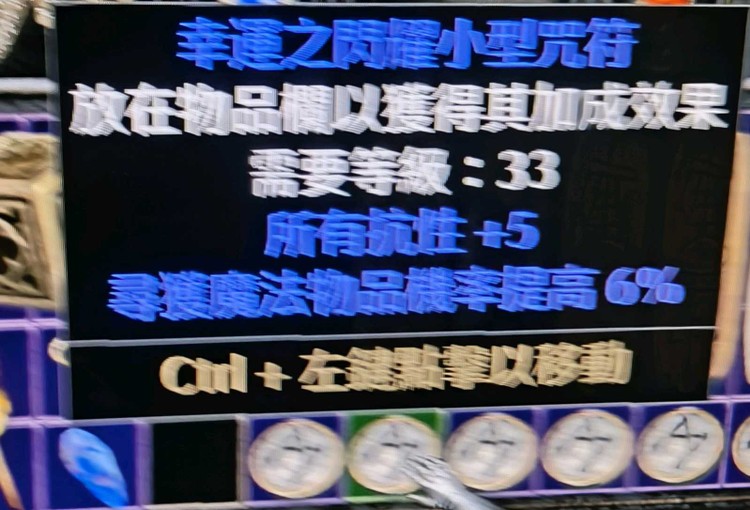 幸運之閃耀小型咒符
放在物品欄以獲得其加成效果
需要等級：33
所有抗性 +5
尋獲魔法物品機率提高 6%
Ctrl + 左鍵點擊以移動